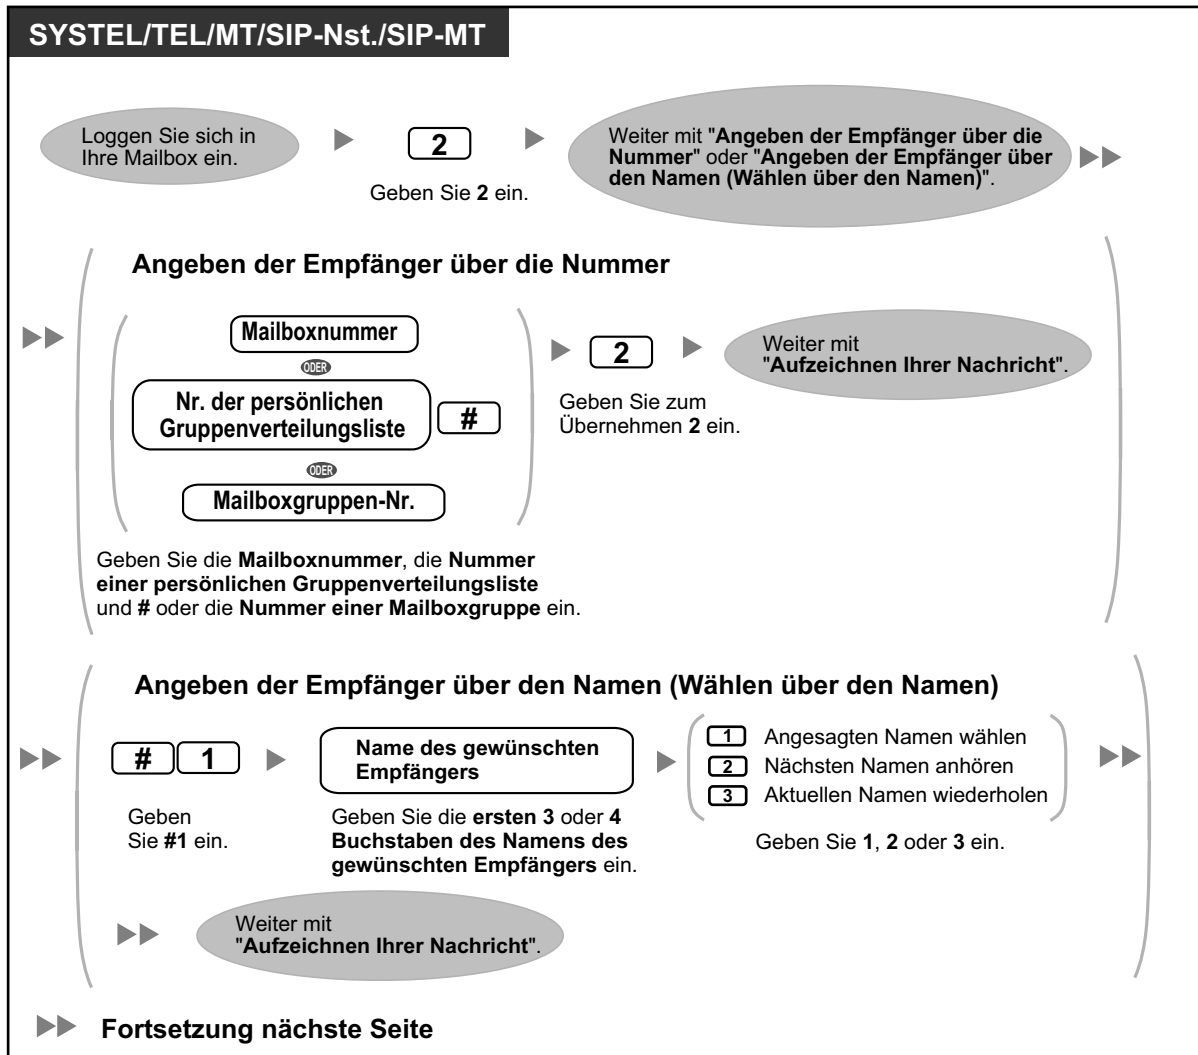 SYSTEL/TEL/MT/SIP-Nst./SIP-MT
Loggen Sie sich in
Ihre Mailbox ein.
2
Geben Sie 2 ein.
Weiter mit "Angeben der Empfänger über die
Nummer" oder "Angeben der Empfänger über
den Namen (Wählen über den Namen)".
Angeben der Empfänger über die Nummer
Mailboxnummer
ODER
Nr. der persönlichen
Gruppenverteilungsliste
#
ODER
Mailboxgruppen-Nr.
Geben Sie die Mailboxnummer, die Nummer
einer persönlichen Gruppenverteilungsliste
und # oder die Nummer einer Mailboxgruppe ein.
2
Geben Sie zum
Übernehmen 2 ein.
Weiter mit
"Aufzeichnen Ihrer Nachricht".
Angeben der Empfänger über den Namen (Wählen über den Namen)
# 1
Geben
Sie #1 ein.
Name des gewünschten
Empfängers
Geben Sie die ersten 3 oder 4
Buchstaben des Namens des
gewünschten Empfängers ein.
1 Angesagten Namen wählen
2 Nächsten Namen anhören
3 Aktuellen Namen wiederholen
Geben Sie 1, 2 oder 3 ein.
Weiter mit
"Aufzeichnen Ihrer Nachricht".
Fortsetzung nächste Seite